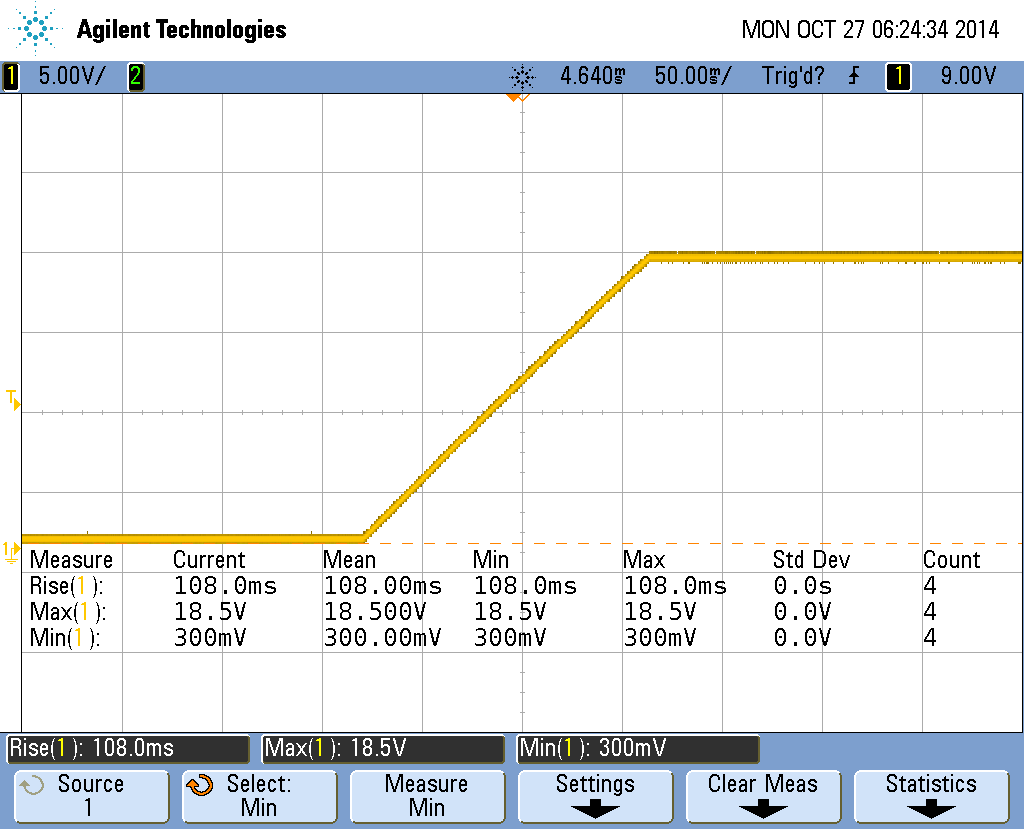 Agilent Technologies
MON OCT 27 06:24:34 2014
1 5.00V/ 2 4.640ms 50.00ms/ Trig'd? 1 9.00V
T
1
Measure Current Mean Min Max Std Dev Count
Rise(1): 108.0ms 108.00ms 108.0ms 108.0ms 0.0s 4
Max(1): 18.5V 18.500V 18.5V 18.5V 0.0V 4
Min(1): 300mV 300.00mV 300mV 300mV 0.0V 4
Rise(1): 108.0ms Max(1): 18.5V Min(1): 300mV
Source
1
Select:
Min
Measure
Min
Settings
Clear Meas
Statistics